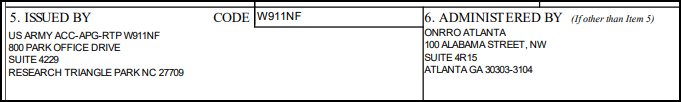 5. ISSUED BY CODE W911NF
US ARMY ACC-APG-RTP W911NF
800 PARK OFFICE DRIVE
SUITE 4229
RESEARCH TRIANGLE PARK NC 27709
6. ADMINISTERED BY (If other than Item 5)
ONRRO ATLANTA
100 ALABAMA STREET, NW
SUITE 4R15
ATLANTA GA 30303-3104